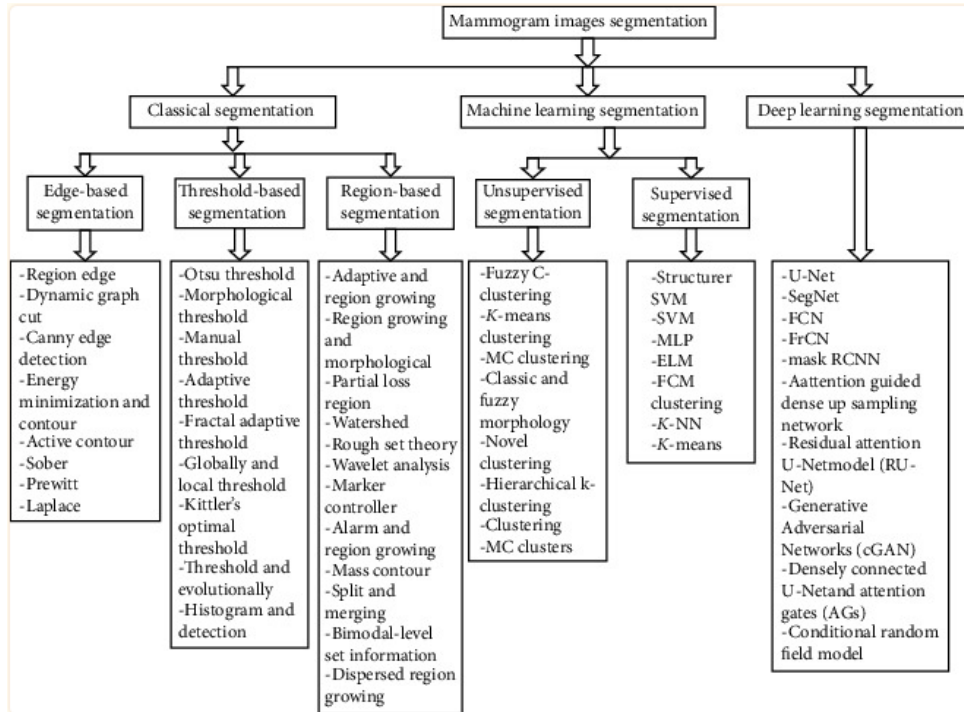 Mammogram images segmentation
Classical segmentation
Machine learning segmentation
Deep learning segmentation
Edge-based
segmentation
Threshold-based
segmentation
Region-based
segmentation
Unsupervised
segmentation
Supervised
segmentation
-Region edge
-Dynamic graph
cut
-Canny edge
detection
-Energy
minimization and
contour
-Active contour
-Sober
-Prewitt
-Laplace
-Otsu threshold
-Morphological
threshold
-Manual
threshold
-Adaptive
threshold
-Fractal adaptive
threshold
-Globally and
local threshold
-Kittler's
optimal
threshold
-Threshold and
evolutionally
-Histogram and
detection
-Adaptive and
region growing
-Region growing
and
morphological
-Partial loss
region
-Watershed
-Rough set theory
-Wavelet analysis
-Marker
controller
-Alarm and
region growing
-Mass contour
-Split and
merging
-Bimodal-level
set information
-Dispersed region
growing
-Fuzzy C-
clustering
-K-means
clustering
-MC clustering
-Classic and
fuzzy
morphology
-Novel
clustering
-Hierarchical k-
clustering
-Clustering
-MC clusters
-Structurer
SVM
-SVM
-MLP
-ELM
-FCM
clustering
-K-NN
-K-means
-U-Net
-SegNet
-FCN
-FrCN
-mask RCNN
-Aattention guided
dense up sampling
network
-Residual attention
U-Netmodel (RU-
Net)
-Generative
Adversarial
Networks (cGAN)
-Densely connected
U-Netand attention
gates (AGs)
-Conditional random
field model